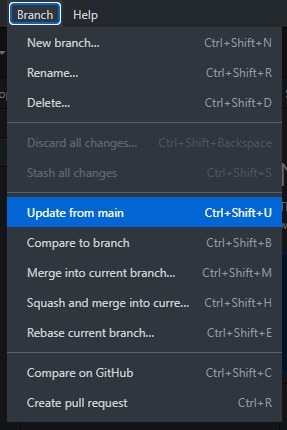 Branch Help
New branch... Ctrl+Shift+N
Rename... Ctrl+Shift+R
Delete... Ctrl+Shift+D
Discard all changes... Ctrl+Shift+Backspace
Stash all changes Ctrl+Shift+S
Update from main Ctrl+Shift+U
Compare to branch Ctrl+Shift+B
Merge into current branch... Ctrl+Shift+M
Squash and merge into curre... Ctrl+Shift+H
Rebase current branch... Ctrl+Shift+E
Compare on GitHub Ctrl+Shift+C
Create pull request Ctrl+R